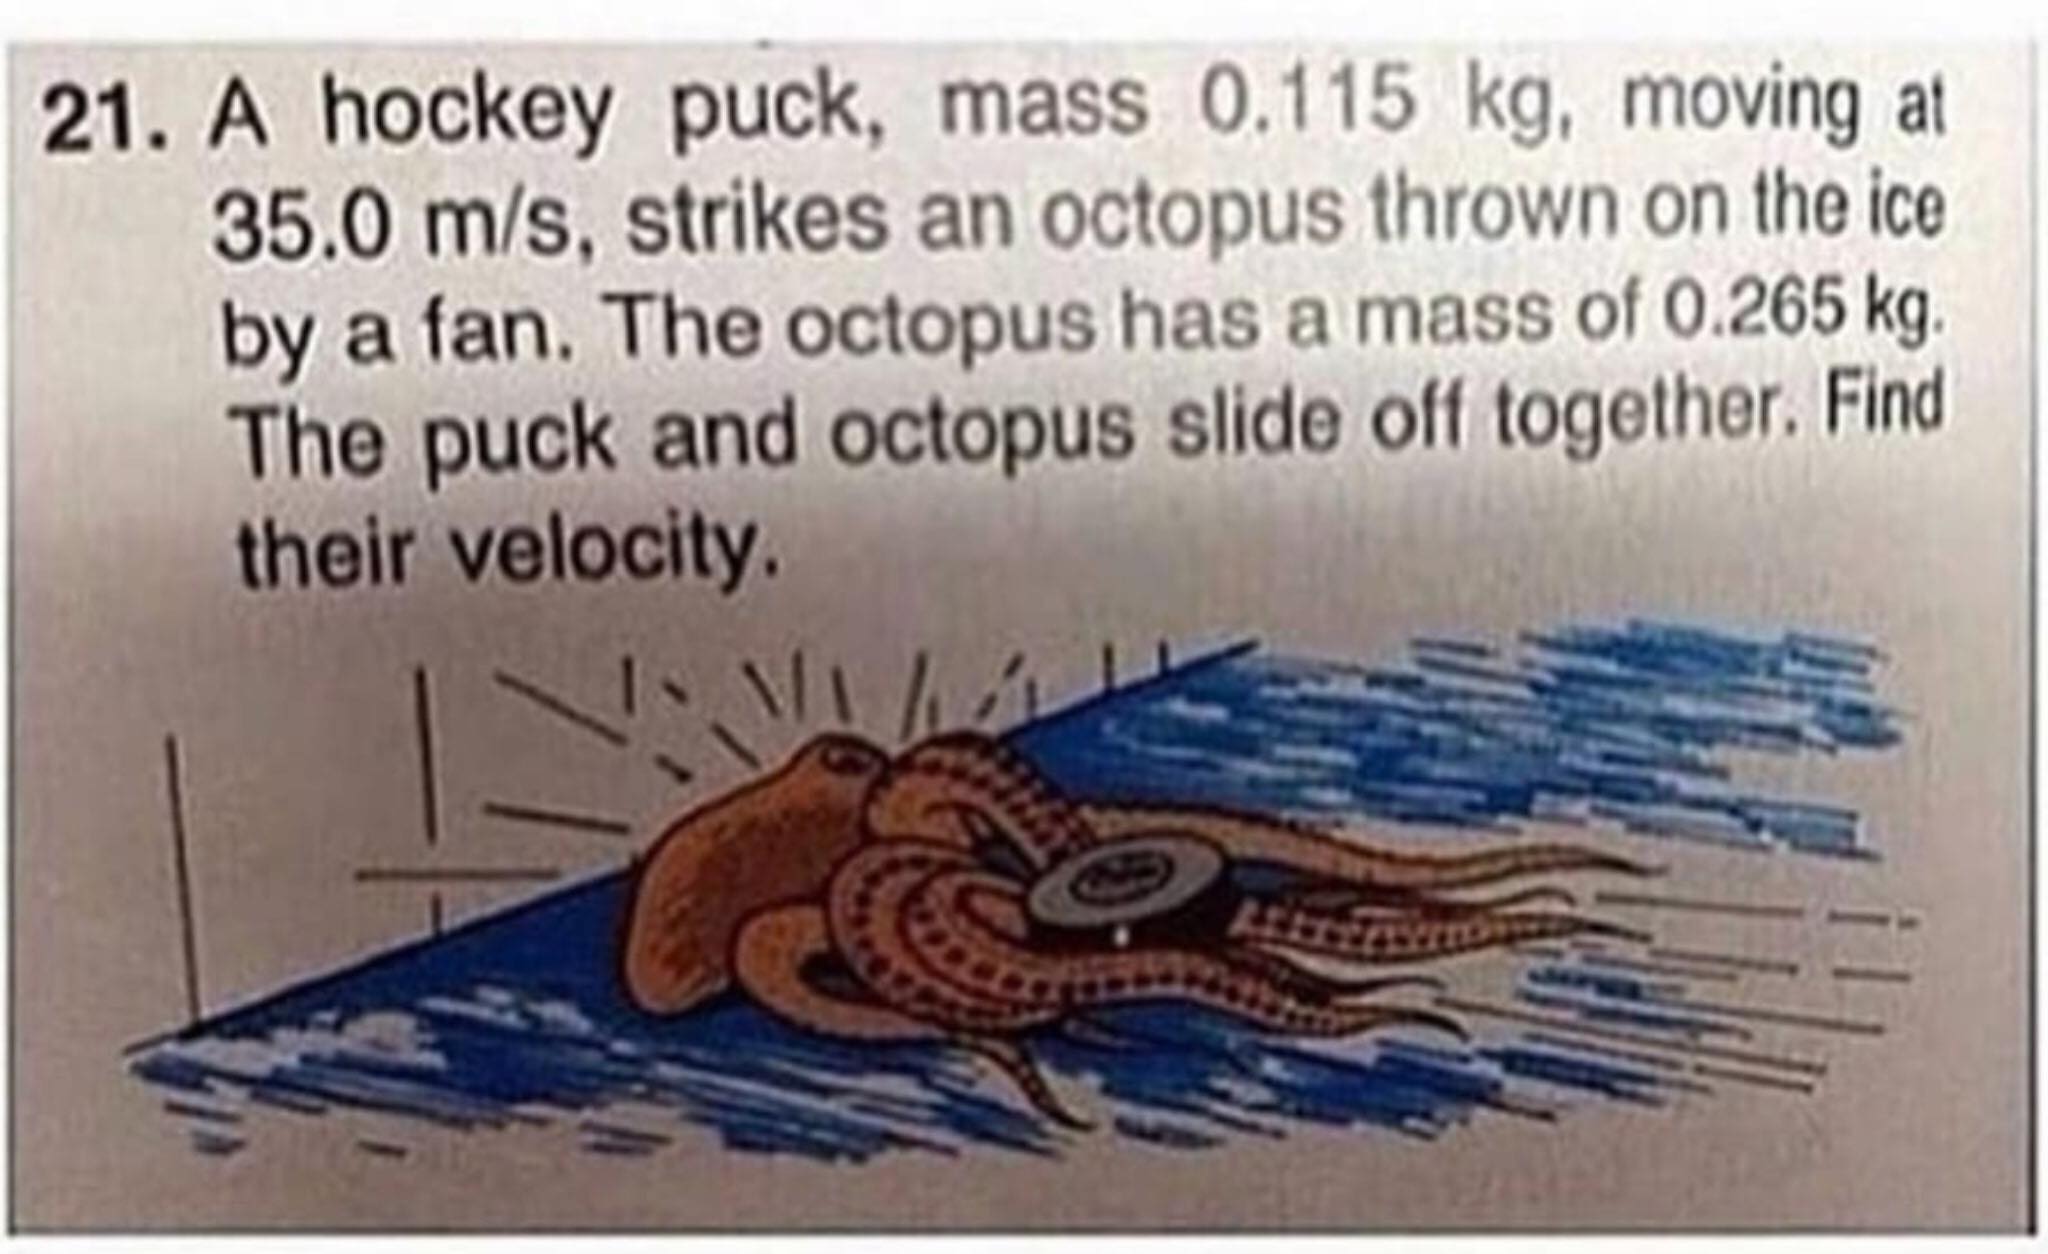 21. A hockey puck, mass 0.115 kg, moving at
35.0 m/s, strikes an octopus thrown on the ice
by a fan. The octopus has a mass of 0.265 kg.
The puck and octopus slide off together. Find
their velocity.